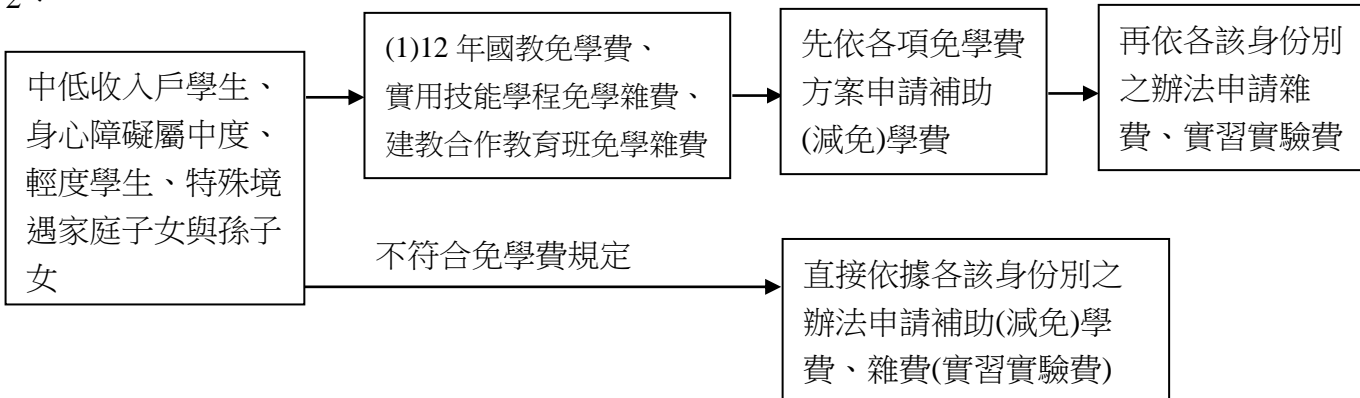 2、
中低收入戶學生、
身心障礙屬中度、
輕度學生、特殊境
遇家庭子女與孫子
女
(1)12 年國教免學費、
實用技能學程免學雜費、
建教合作教育班免學雜費
先依各項免學費
方案申請補助
(減免)學費
再依各該身份別
之辦法申請雜
費、實習實驗費
不符合免學費規定
直接依據各該身份別之
辦法申請補助(減免)學
費、雜費(實習實驗費)